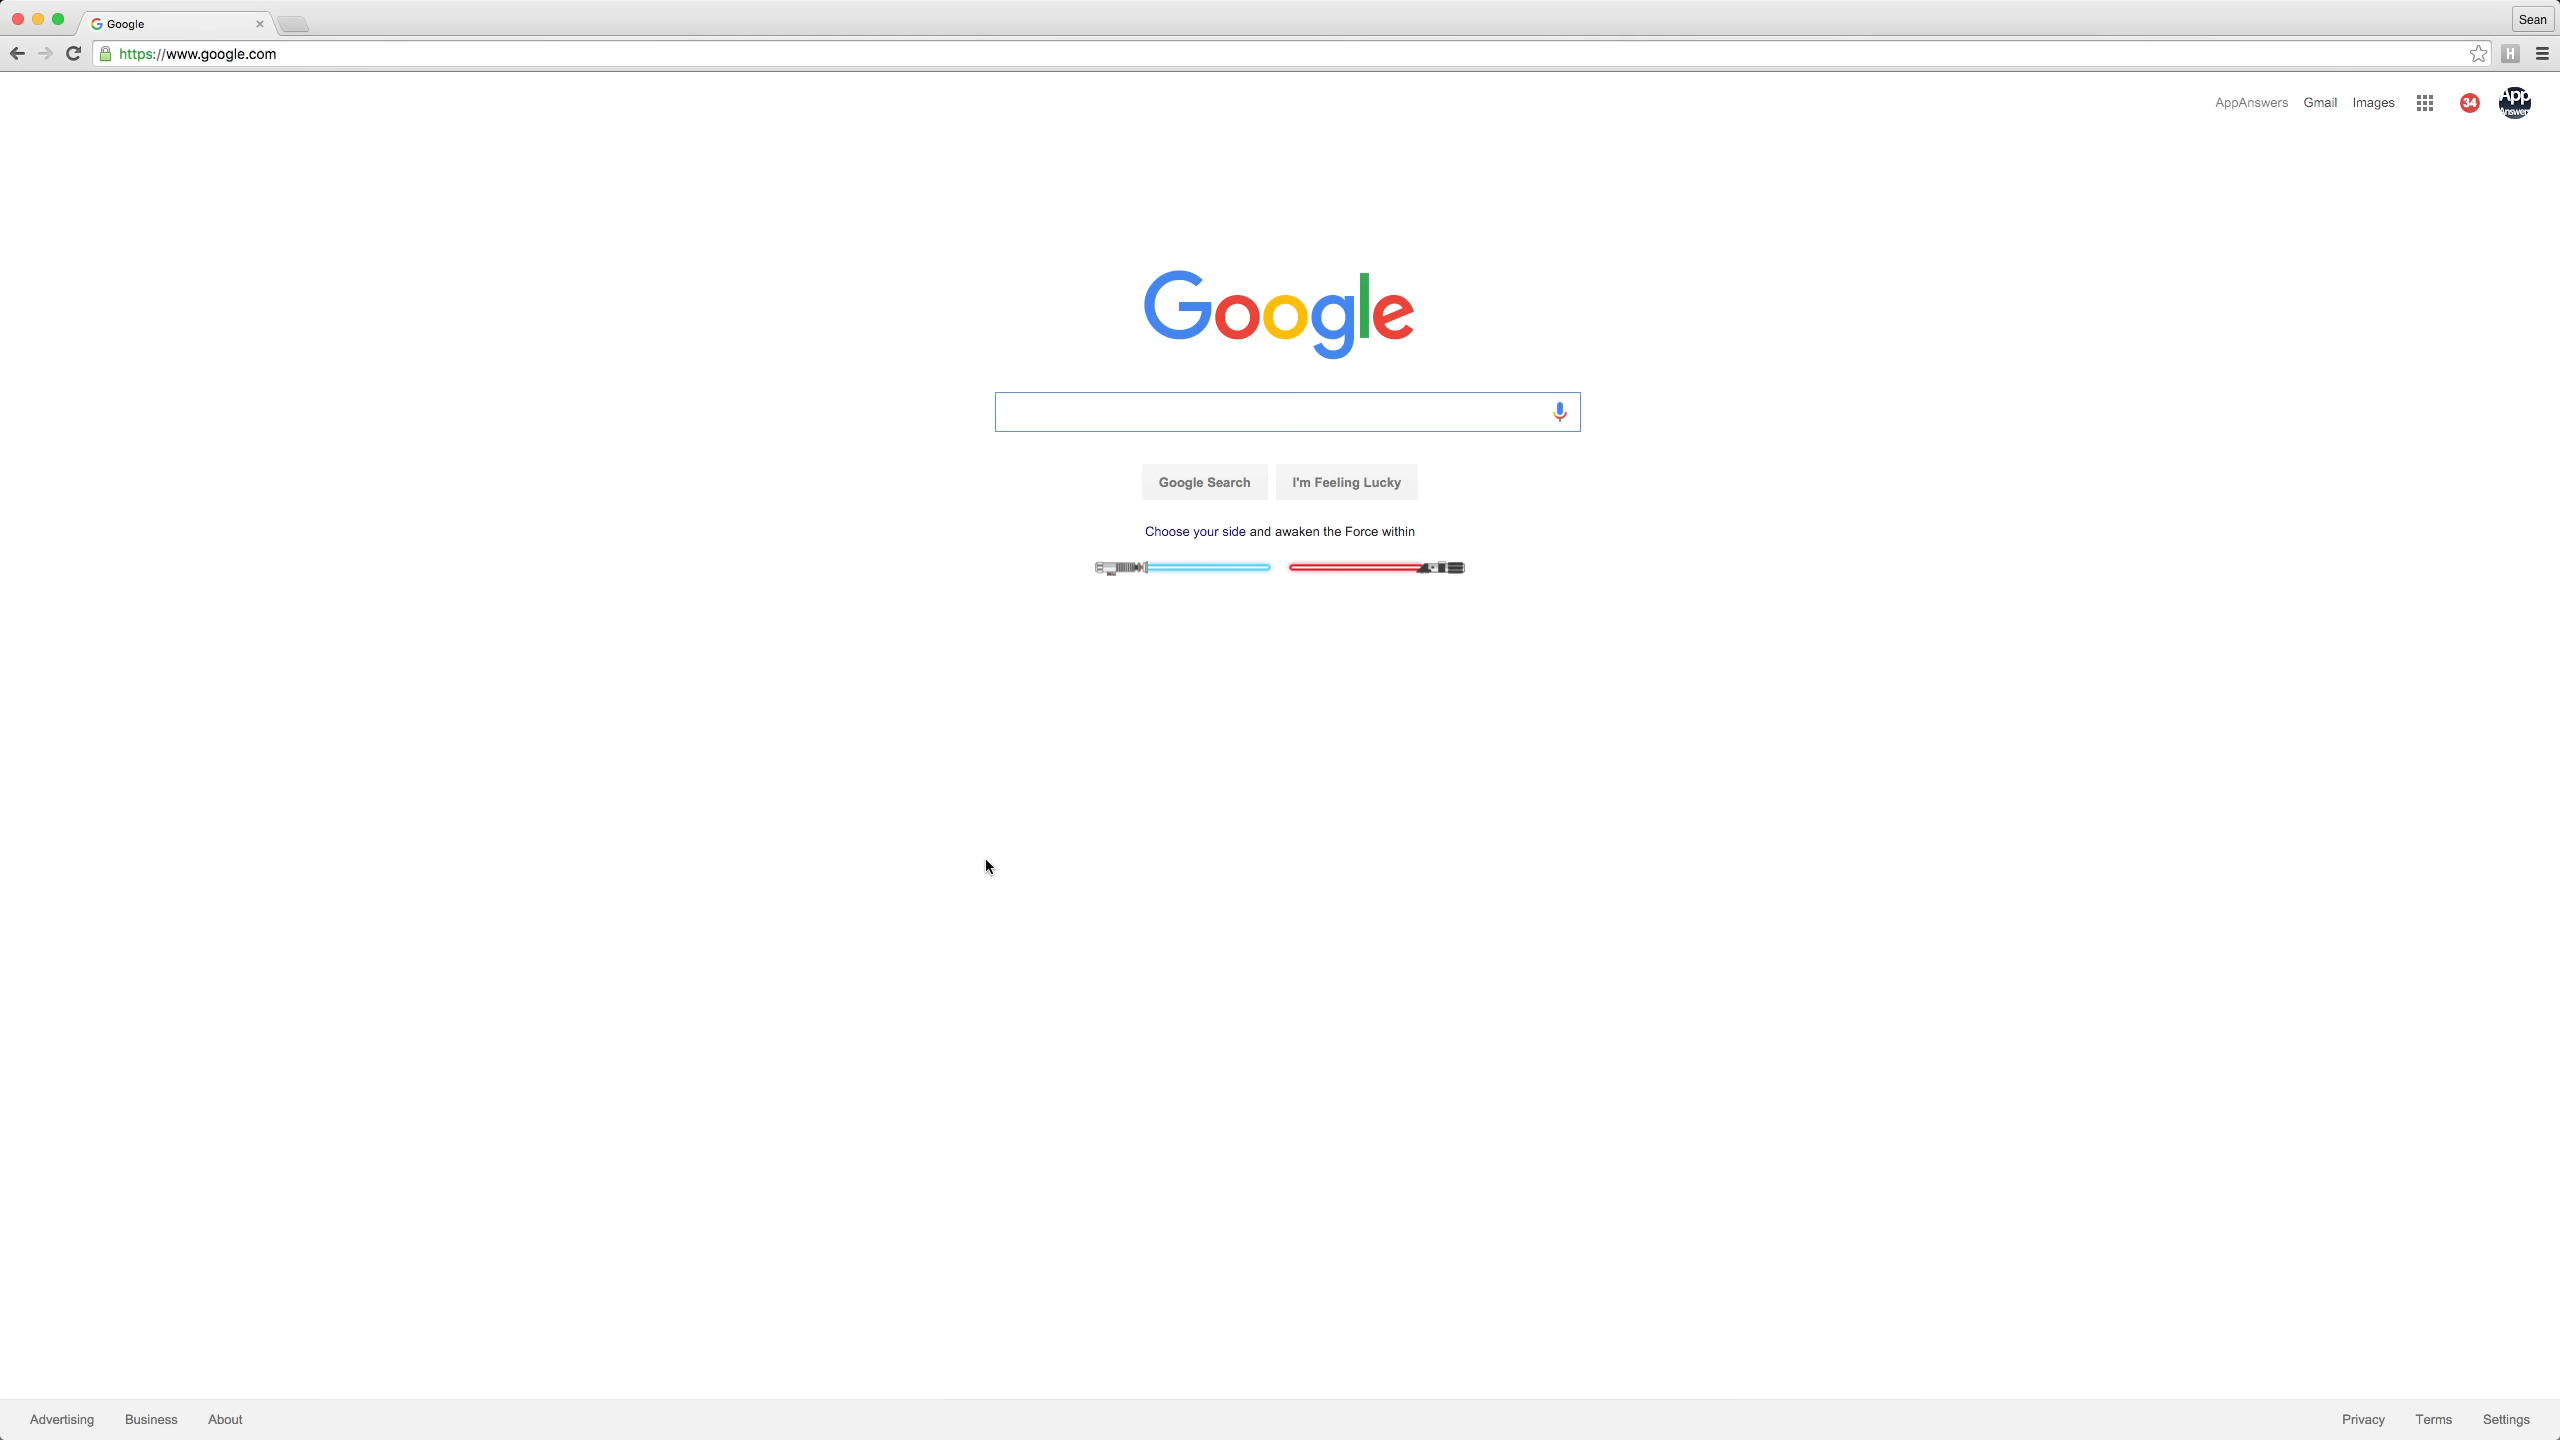 Google
Sean
https://www.google.com
H
AppAnswers Gmail Images 34 App
Google
Google Search I'm Feeling Lucky
Choose your side and awaken the Force within
Advertising Business About Privacy Terms Settings